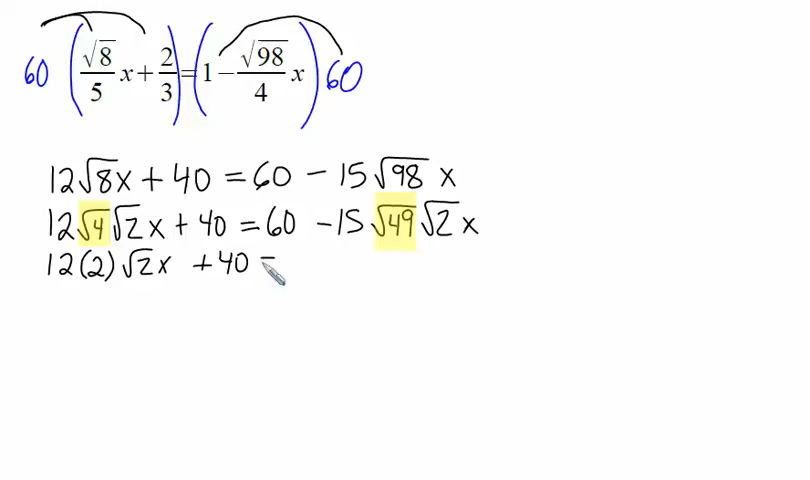 60 (√8/5 x + 2/3) = (1 − √98/4 x) 60
12√8x + 40 = 60 − 15√98 x
12√4√2x + 40 = 60 − 15√49√2x
12(2)√2x + 40 =